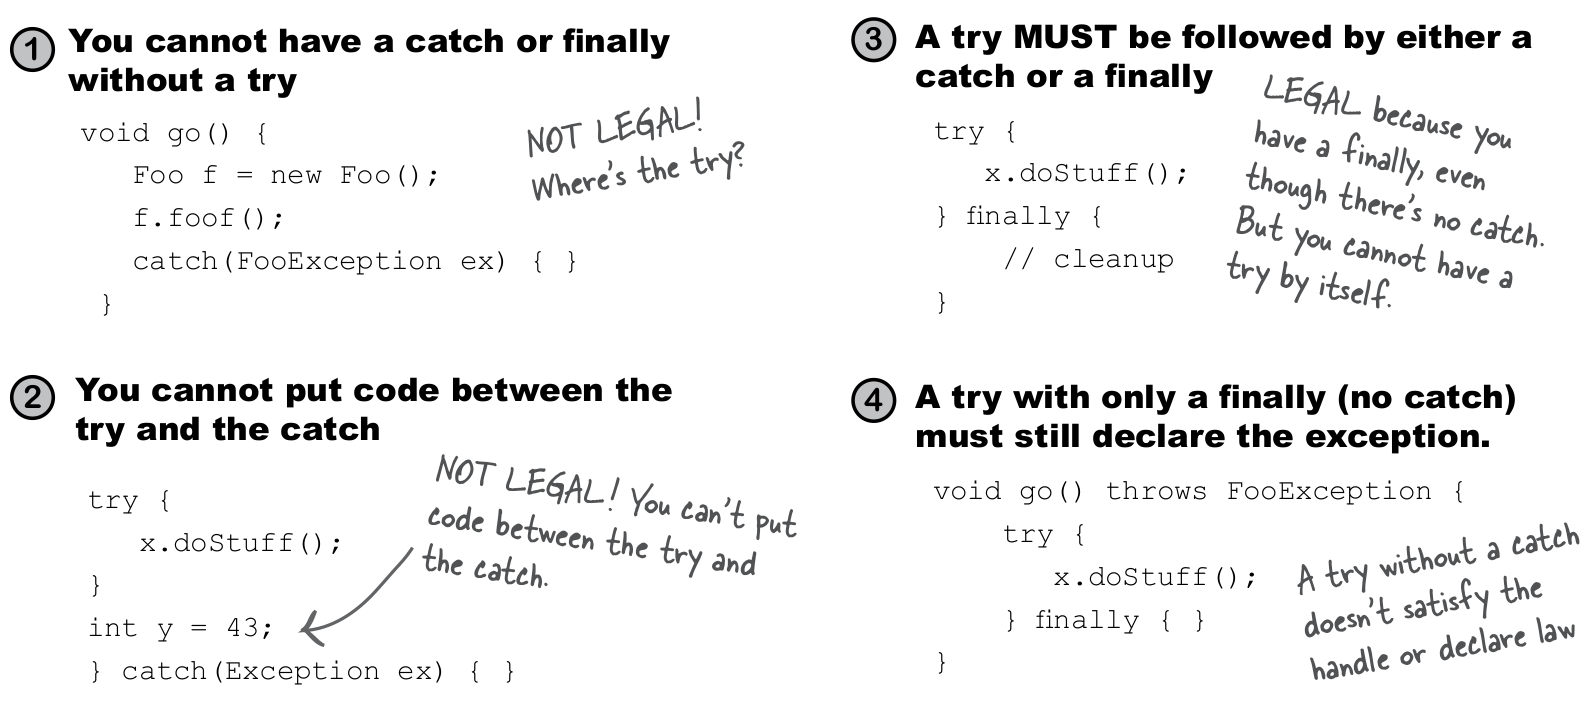 1 You cannot have a catch or finally
without a try
void go() {
Foo f = new Foo();
f.foof();
catch(FooException ex) { }
}
NOT LEGAL!
Where's the try?
2 You cannot put code between the
try and the catch
try {
x.doStuff();
}
int y = 43;
} catch(Exception ex) { }
NOT LEGAL! You can't put
code between the try and
the catch.
3 A try MUST be followed by either a
catch or a finally
try {
x.doStuff();
} finally {
// cleanup
}
LEGAL because you
have a finally, even
though there's no catch.
But you cannot have a
try by itself.
4 A try with only a finally (no catch)
must still declare the exception.
void go() throws FooException {
try {
x.doStuff();
} finally { }
}
A try without a catch
doesn't satisfy the
handle or declare law